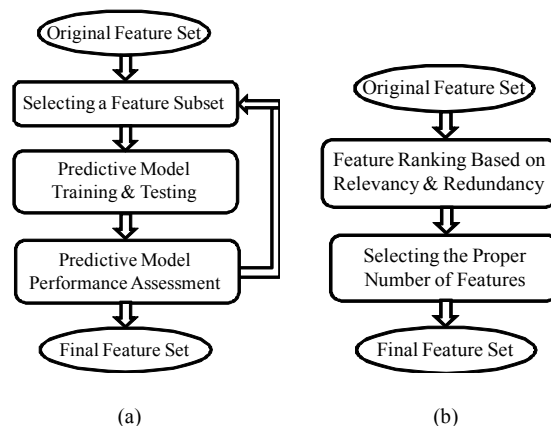 Original Feature Set
Selecting a Feature Subset
Predictive Model
Training & Testing
Predictive Model
Performance Assessment
Final Feature Set
(a)
Original Feature Set
Feature Ranking Based on
Relevancy & Redundancy
Selecting the Proper
Number of Features
Final Feature Set
(b)